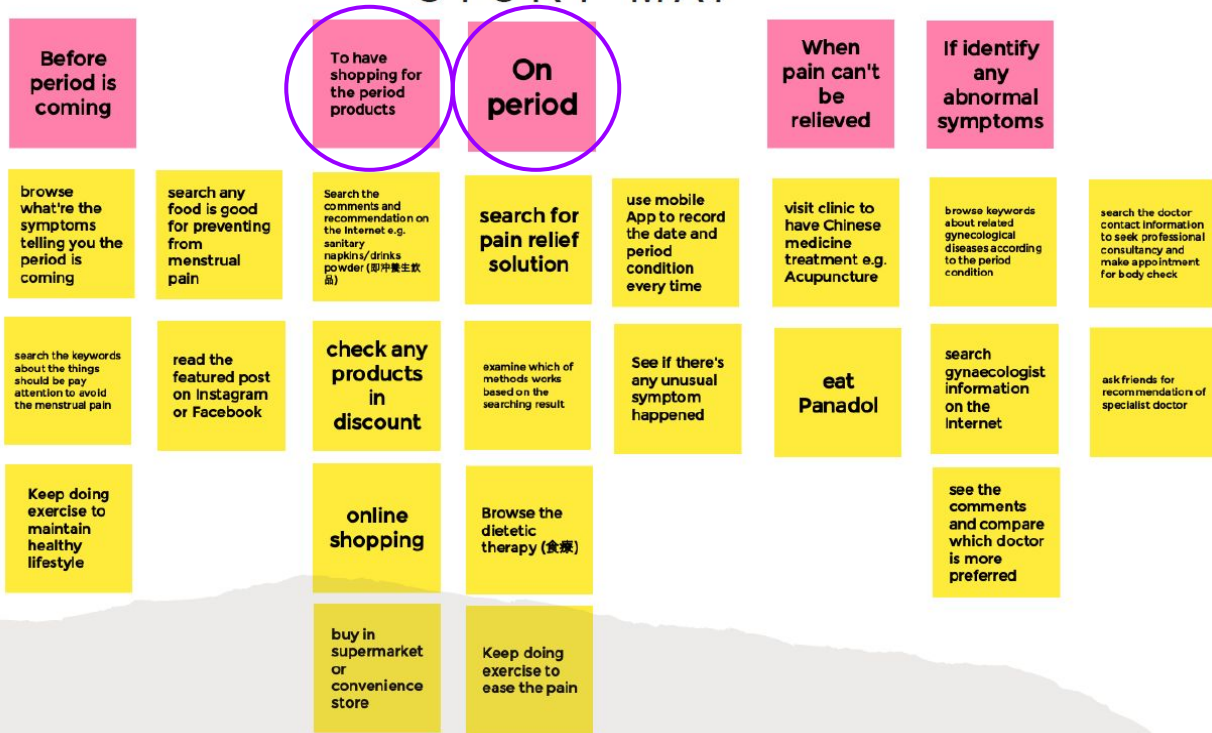 Before
period is
coming
To have
shopping for
the period
products
On
period
When
pain can't
be
relieved
If identify
any
abnormal
symptoms
browse
what're the
symptoms
telling you the
period is
coming
search any
food is good
for preventing
from
menstrual
pain
Search the
comments and
recommendation on
the Internet e.g.
sanitary
napkins/drinks
powder (即沖養生飲
品)
search for
pain relief
solution
use mobile
App to record
the date and
period
condition
every time
visit clinic to
have Chinese
medicine
treatment e.g.
Acupuncture
browse keywords
about related
gynecological
diseases according
to the period
condition
search the doctor
contact information
to seek professional
consultancy and
make appointment
for body check
search the keywords
about the things
should be pay
attention to avoid
the menstrual pain
read the
featured post
on Instagram
or Facebook
check any
products
in
discount
examine which of
methods works
based on the
searching result
See if there's
any unusual
symptom
happened
eat
Panadol
search
gynaecologist
information
on the
Internet
ask friends for
recommendation of
specialist doctor
Keep doing
exercise to
maintain
healthy
lifestyle
online
shopping
Browse the
dietetic
therapy (食療)
see the
comments
and compare
which doctor
is more
preferred
buy in
supermarket
or
convenience
store
Keep doing
exercise to
ease the pain